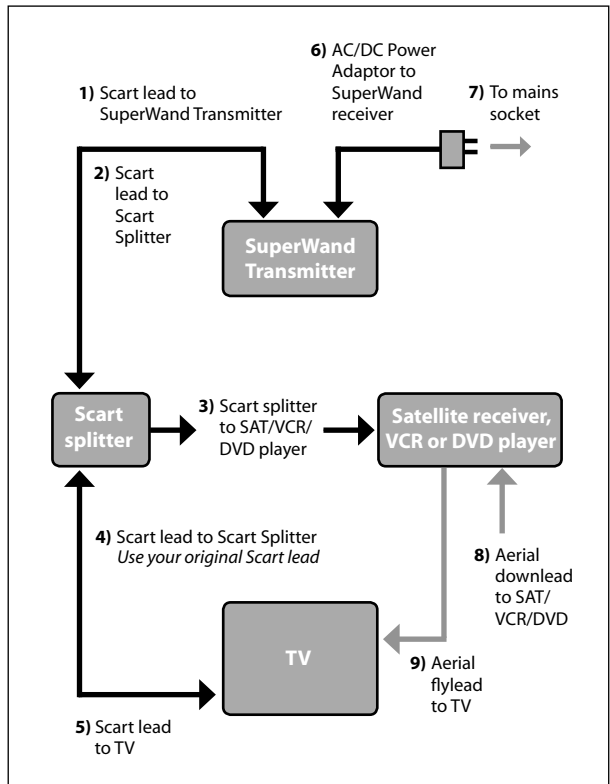 1) Scart lead to
SuperWand Transmitter
2) Scart
lead to
Scart
Splitter
6) AC/DC Power
Adaptor to
SuperWand
receiver
7) To mains
socket
SuperWand
Transmitter
Scart
splitter
3) Scart splitter
to SAT/VCR/
DVD player
Satellite receiver,
VCR or DVD player
4) Scart lead to Scart Splitter
Use your original Scart lead
8) Aerial
downlead
to SAT/
VCR/DVD
TV
9) Aerial
flylead
to TV
5) Scart lead
to TV